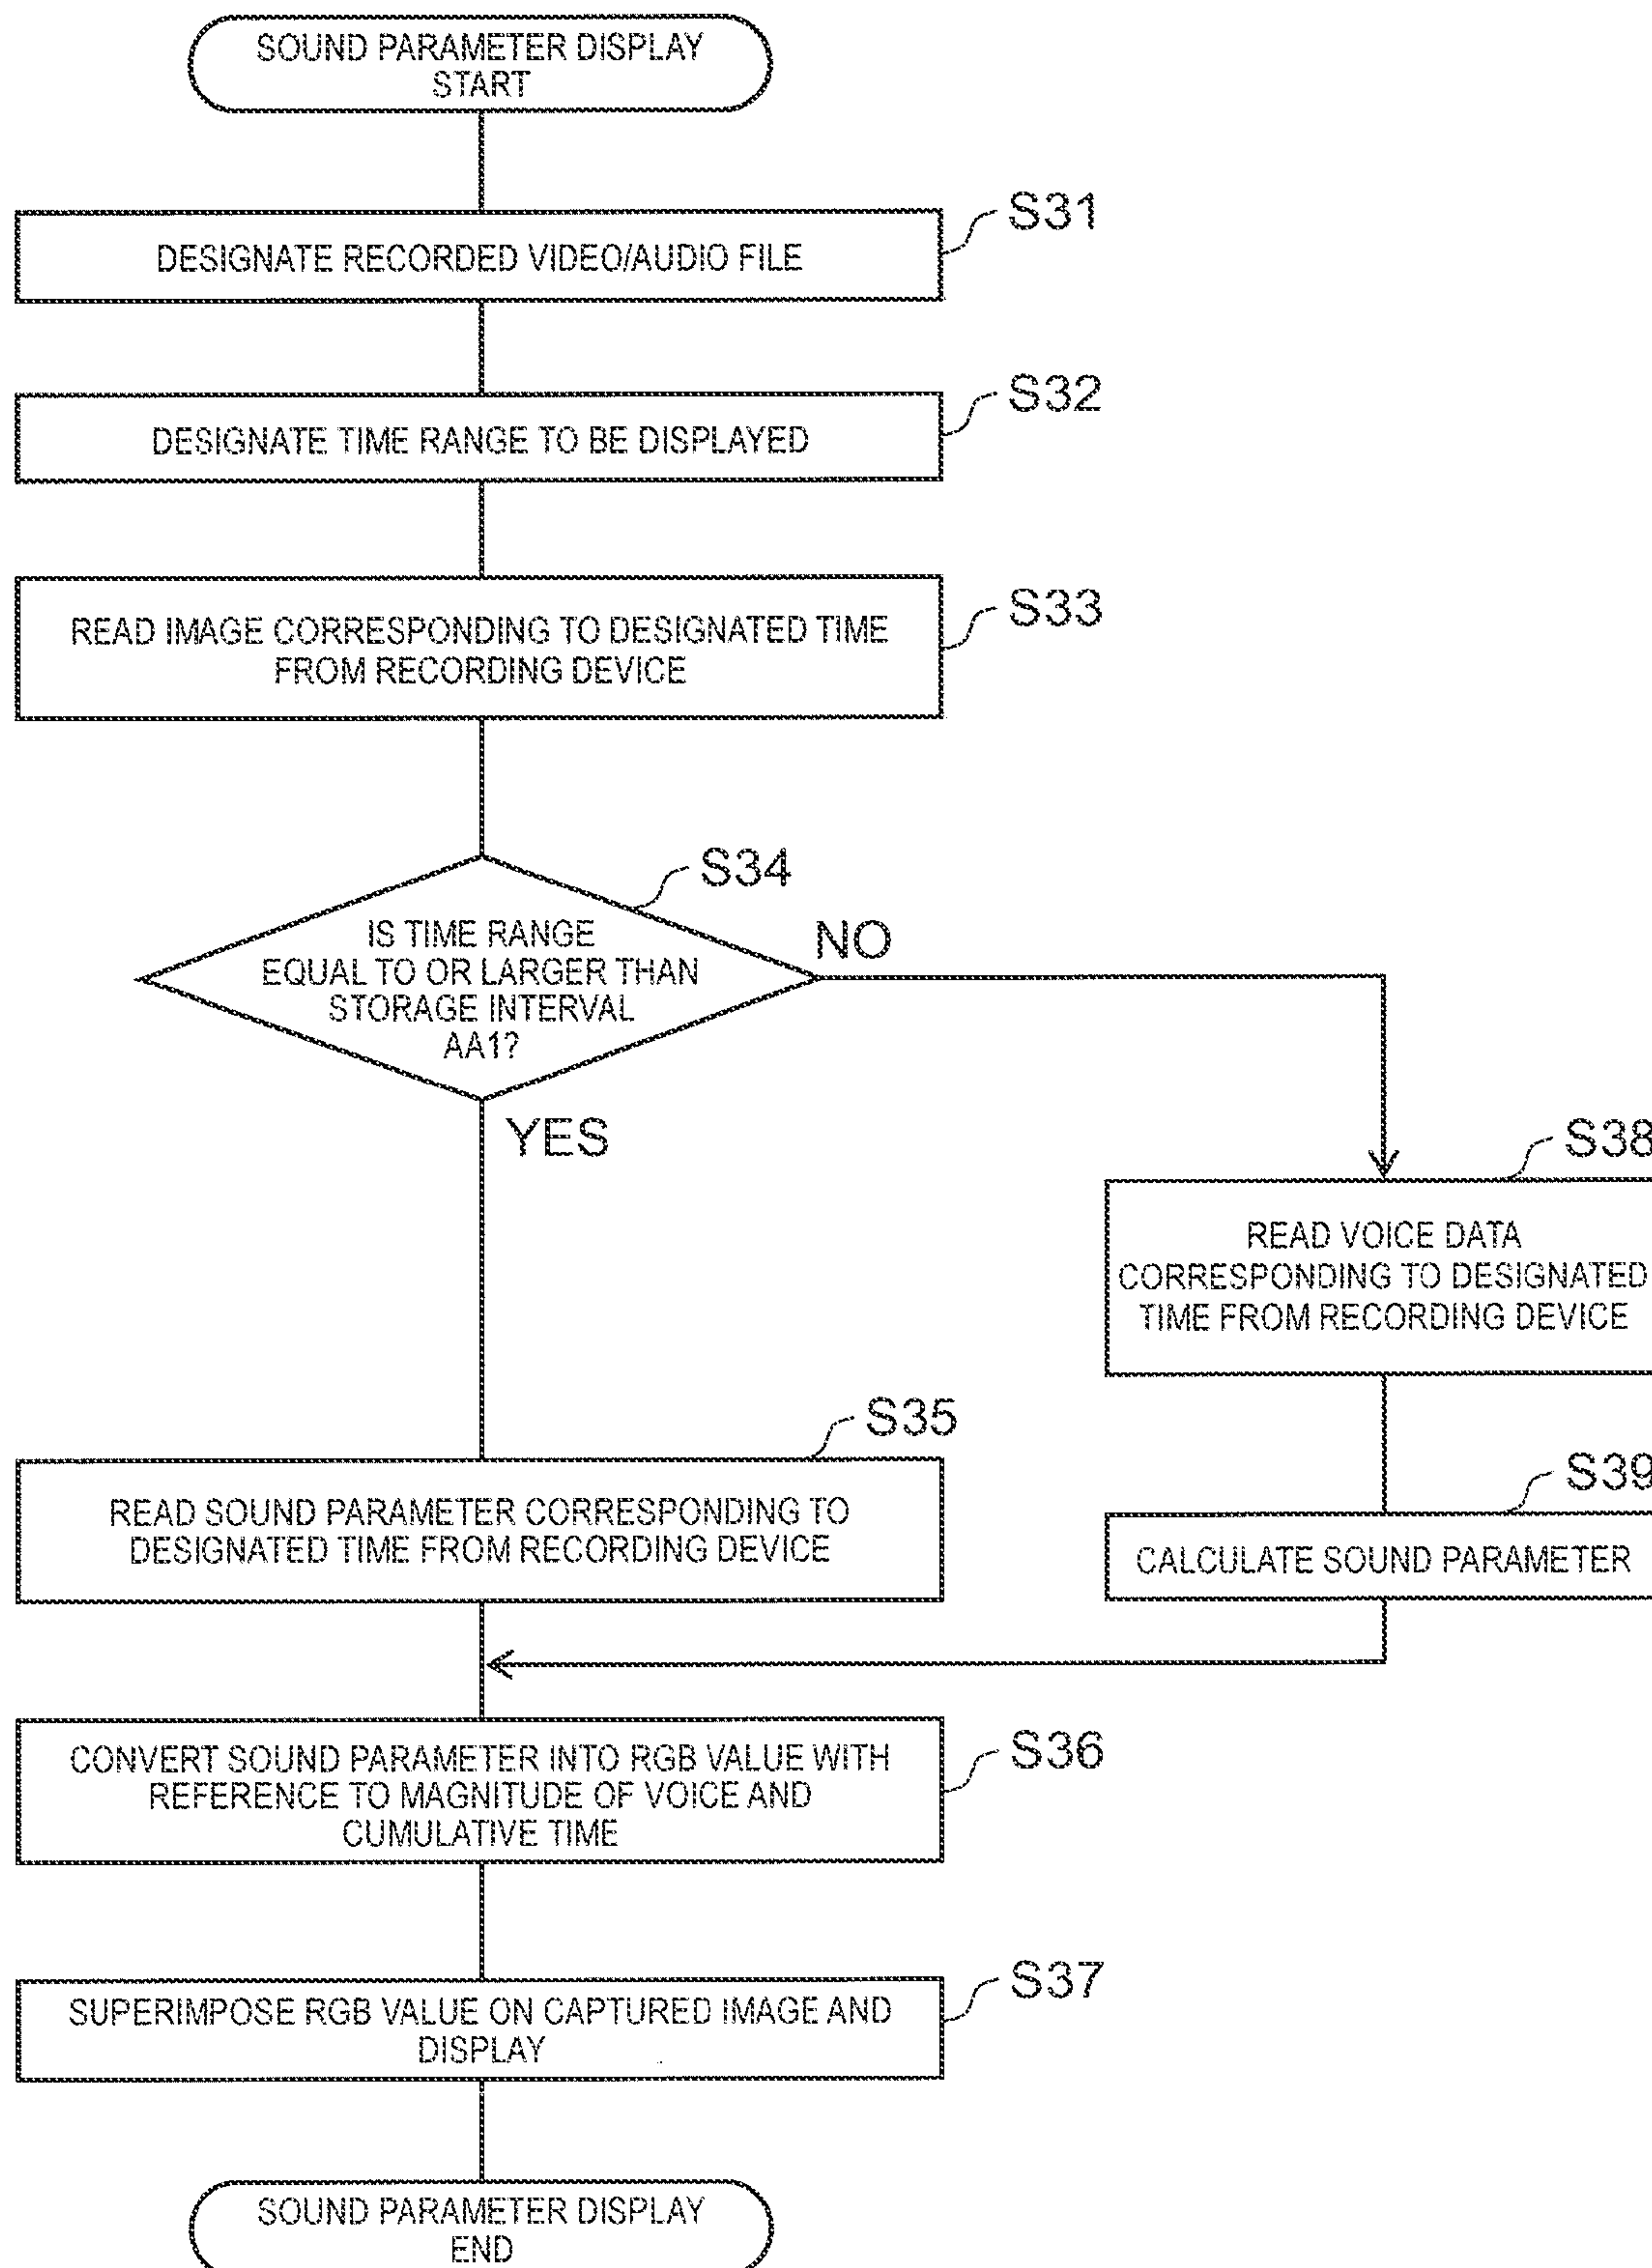 SOUND PARAMETER DISPLAY
START
S31
DESIGNATE RECORDED VIDEO/AUDIO FILE
S32
DESIGNATE TIME RANGE TO BE DISPLAYED
S33
READ IMAGE CORRESPONDING TO DESIGNATED TIME
FROM RECORDING DEVICE
S34
IS TIME RANGE
EQUAL TO OR LARGER THAN
STORAGE INTERVAL
AA1?
NO
YES
S38
READ VOICE DATA
CORRESPONDING TO DESIGNATED
TIME FROM RECORDING DEVICE
S35
READ SOUND PARAMETER CORRESPONDING TO
DESIGNATED TIME FROM RECORDING DEVICE
S39
CALCULATE SOUND PARAMETER
S36
CONVERT SOUND PARAMETER INTO RGB VALUE WITH
REFERENCE TO MAGNITUDE OF VOICE AND
CUMULATIVE TIME
S37
SUPERIMPOSE RGB VALUE ON CAPTURED IMAGE AND
DISPLAY
SOUND PARAMETER DISPLAY
END